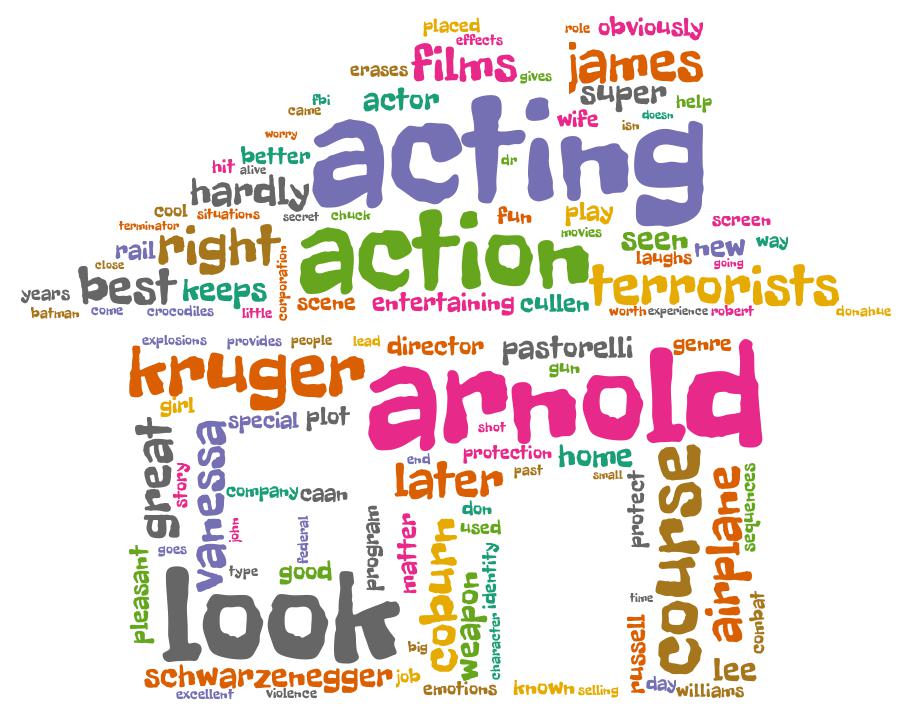 placed
role obviously
effects
films
james
erases
gives
super
fbi
actor
help
came
acting
wife
doesn
isn
worry
better
dr
hit
alive
hardly
cool
situations
secret
chuck
fun
play
screen
terminator
movies
rail
right
action
seen
new
way
laughs
going
close
corporation
best
keeps
terrorists
years
scene
entertaining
cullen
batman
come
crocodiles
little
worth
experience
robert
donahue
explosions
provides
people
lead
director
pastorelli
genre
kruger
arnold
gun
girl
special
plot
shot
great
vanessa
story
end
protection
home
later
past
small
course
company
caan
protect
airplane
sequences
don
used
john
federal
program
matter
coburn
pleasant
goes
type
good
weapon
identity
look
time
combat
character
big
russell
lee
schwarzenegger
job
emotions
known
selling
day
williams
excellent
violence